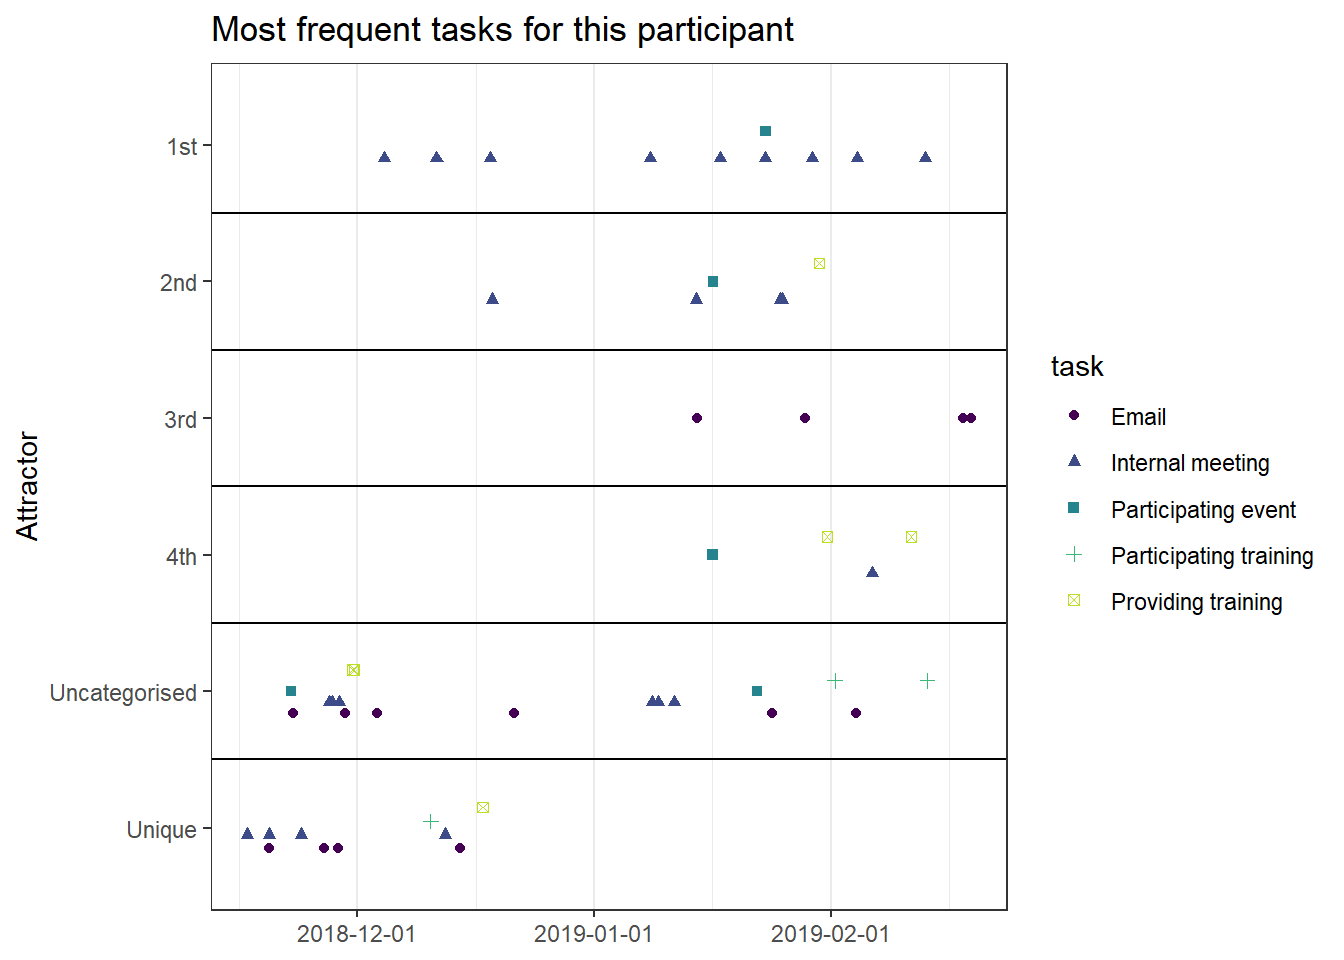 Most frequent tasks for this participant
Attractor
1st
2nd
3rd
4th
Uncategorised
Unique
2018-12-01
2019-01-01
2019-02-01
task
Email
Internal meeting
Participating event
Participating training
Providing training